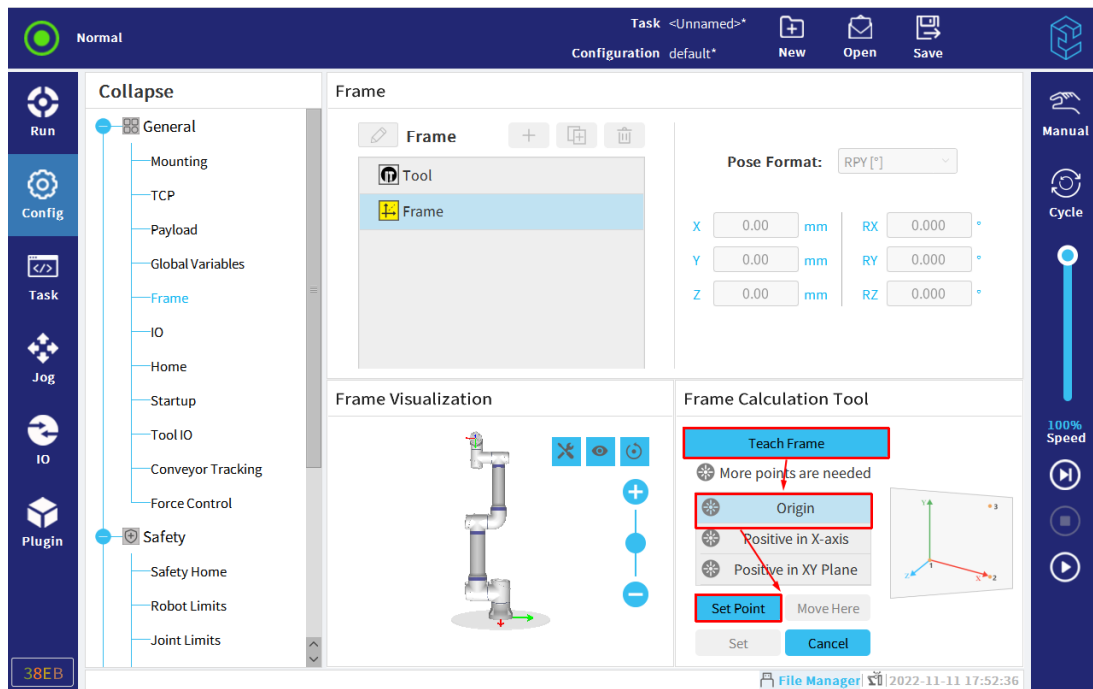 Normal
Task <Unnamed>*
Configuration default*
New
Open
Save
Run
Config
Task
Jog
IO
Plugin
38EB
Collapse
General
Mounting
TCP
Payload
Global Variables
Frame
IO
Home
Startup
Tool IO
Conveyor Tracking
Force Control
Safety
Safety Home
Robot Limits
Joint Limits
Frame
Frame
Tool
Frame
Pose Format: RPY [°]
X 0.00 mm RX 0.000 °
Y 0.00 mm RY 0.000 °
Z 0.00 mm RZ 0.000 °
Frame Visualization
Frame Calculation Tool
Teach Frame
More points are needed
Origin
Positive in X-axis
Positive in XY Plane
Set Point Move Here
Set Cancel
Y
3
1
Z
X
2
File Manager 2022-11-11 17:52:36
Manual
Cycle
100%
Speed